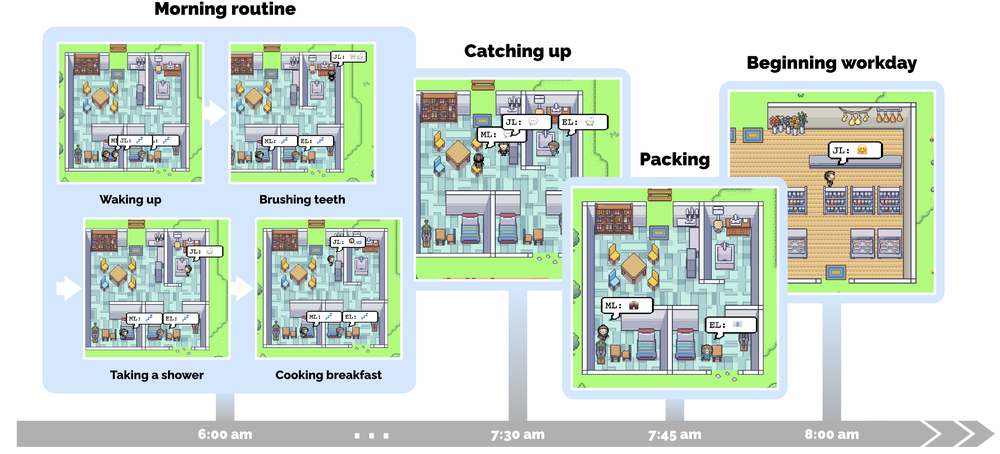 Morning routine
Catching up
Beginning workday
Packing
JL:
JL:
ML:
EL:
JL:
ML:
EL:
JL:
ML:
EL:
Waking up
Brushing teeth
JL:
JL:
ML:
EL:
ML:
EL:
ML:
EL:
Taking a shower
Cooking breakfast
6:00 am
...
7:30 am
7:45 am
8:00 am